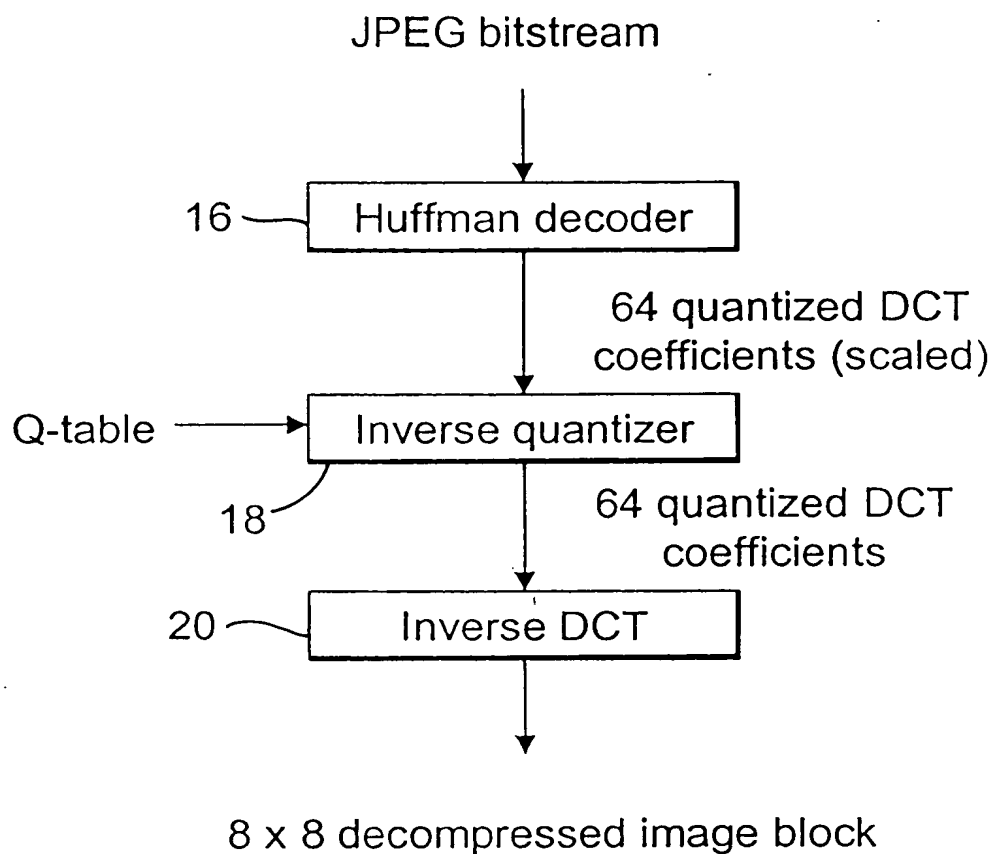 JPEG bitstream
16
Huffman decoder
64 quantized DCT
coefficients (scaled)
Q-table
Inverse quantizer
18
64 quantized DCT
coefficients
20
Inverse DCT
8 x 8 decompressed image block